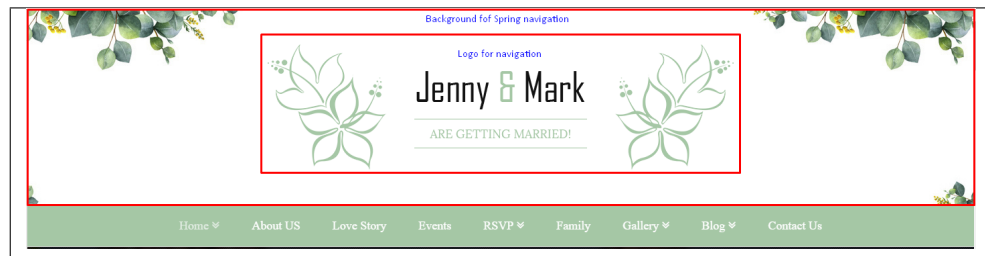 Background fof Spring navigation
Logo for navigation
Jenny & Mark
ARE GETTING MARRIED!
Home About US Love Story Events RSVP Family Gallery Blog Contact Us